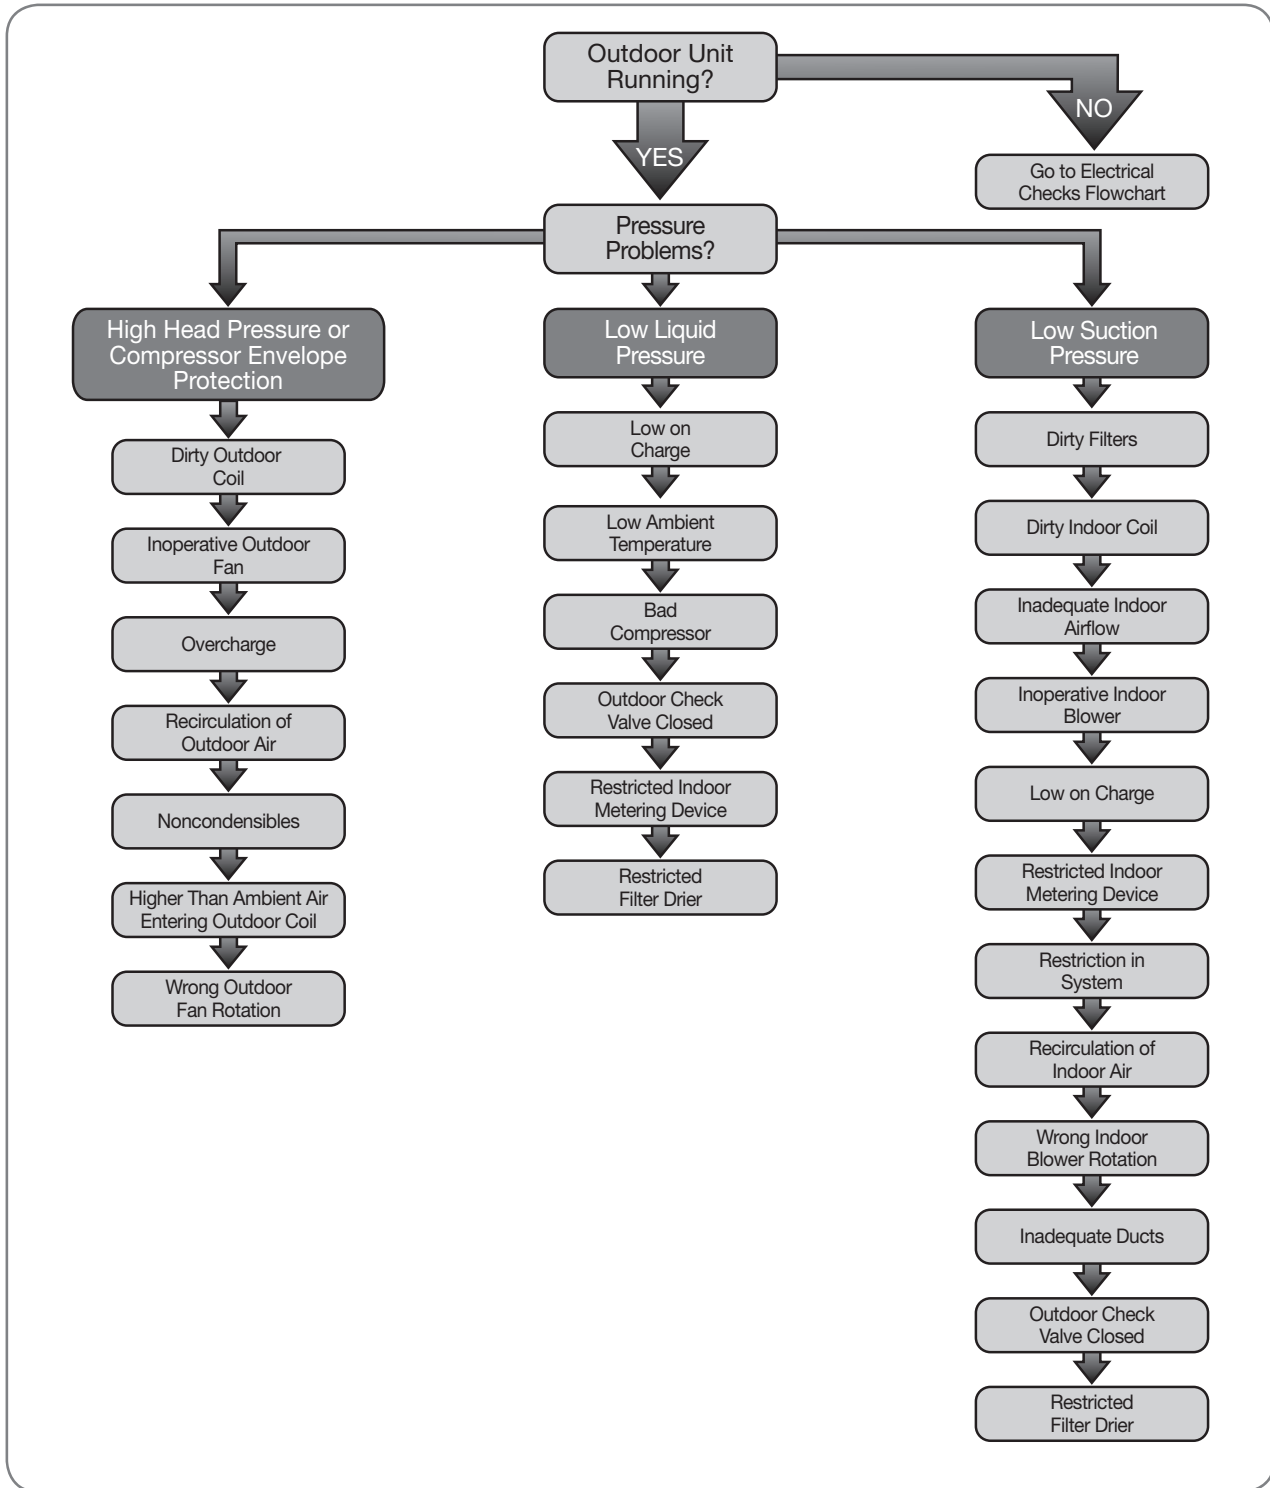 Outdoor Unit
Running?
NO
YES
Go to Electrical
Checks Flowchart
Pressure
Problems?
High Head Pressure or
Compressor Envelope
Protection
Dirty Outdoor
Coil
Inoperative Outdoor
Fan
Overcharge
Recirculation of
Outdoor Air
Noncondensibles
Higher Than Ambient Air
Entering Outdoor Coil
Wrong Outdoor
Fan Rotation
Low Liquid
Pressure
Low on
Charge
Low Ambient
Temperature
Bad
Compressor
Outdoor Check
Valve Closed
Restricted Indoor
Metering Device
Restricted
Filter Drier
Low Suction
Pressure
Dirty Filters
Dirty Indoor Coil
Inadequate Indoor
Airflow
Inoperative Indoor
Blower
Low on Charge
Restricted Indoor
Metering Device
Restriction in
System
Recirculation of
Indoor Air
Wrong Indoor
Blower Rotation
Inadequate Ducts
Outdoor Check
Valve Closed
Restricted
Filter Drier